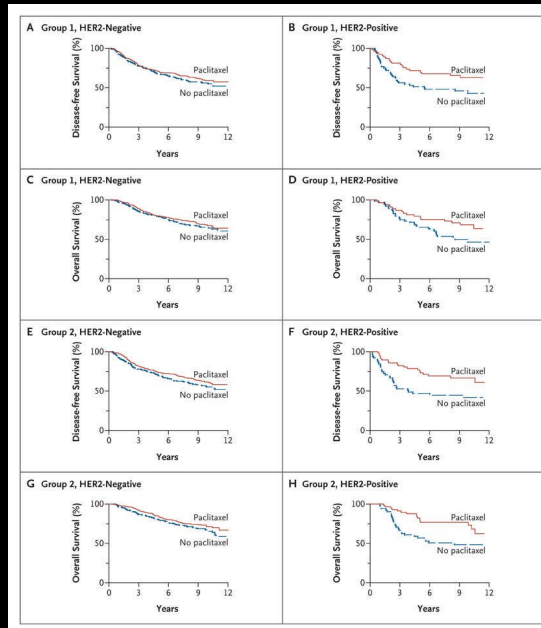 A Group 1, HER2-Negative
100
50
0
Disease-free Survival (%)
Paclitaxel
No paclitaxel
0 3 6 9 12
Years
B Group 1, HER2-Positive
100
50
0
Disease-free Survival (%)
Paclitaxel
No paclitaxel
0 3 6 9 12
Years
C Group 1, HER2-Negative
100
50
0
Overall Survival (%)
Paclitaxel
No paclitaxel
0 3 6 9 12
Years
D Group 1, HER2-Positive
100
50
0
Overall Survival (%)
Paclitaxel
No paclitaxel
0 3 6 9 12
Years
E Group 2, HER2-Negative
100
50
0
Disease-free Survival (%)
Paclitaxel
No paclitaxel
0 3 6 9 12
Years
F Group 2, HER2-Positive
100
50
0
Disease-free Survival (%)
Paclitaxel
No paclitaxel
0 3 6 9 12
Years
G Group 2, HER2-Negative
100
50
0
Overall Survival (%)
Paclitaxel
No paclitaxel
0 3 6 9 12
Years
H Group 2, HER2-Positive
100
50
0
Overall Survival (%)
Paclitaxel
No paclitaxel
0 3 6 9 12
Years